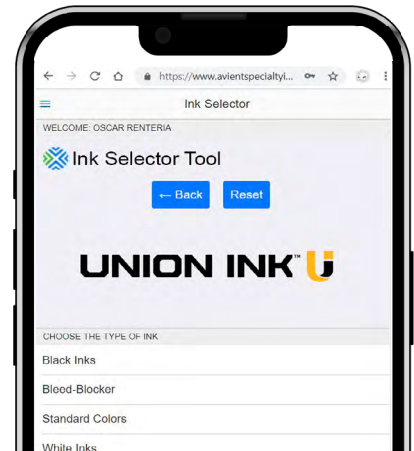 https://www.avientspecialtyi...
Ink Selector
WELCOME: OSCAR RENTERIA
Ink Selector Tool
← Back Reset
UNION INK™
CHOOSE THE TYPE OF INK
Black Inks
Bleed-Blocker
Standard Colors
White Inks